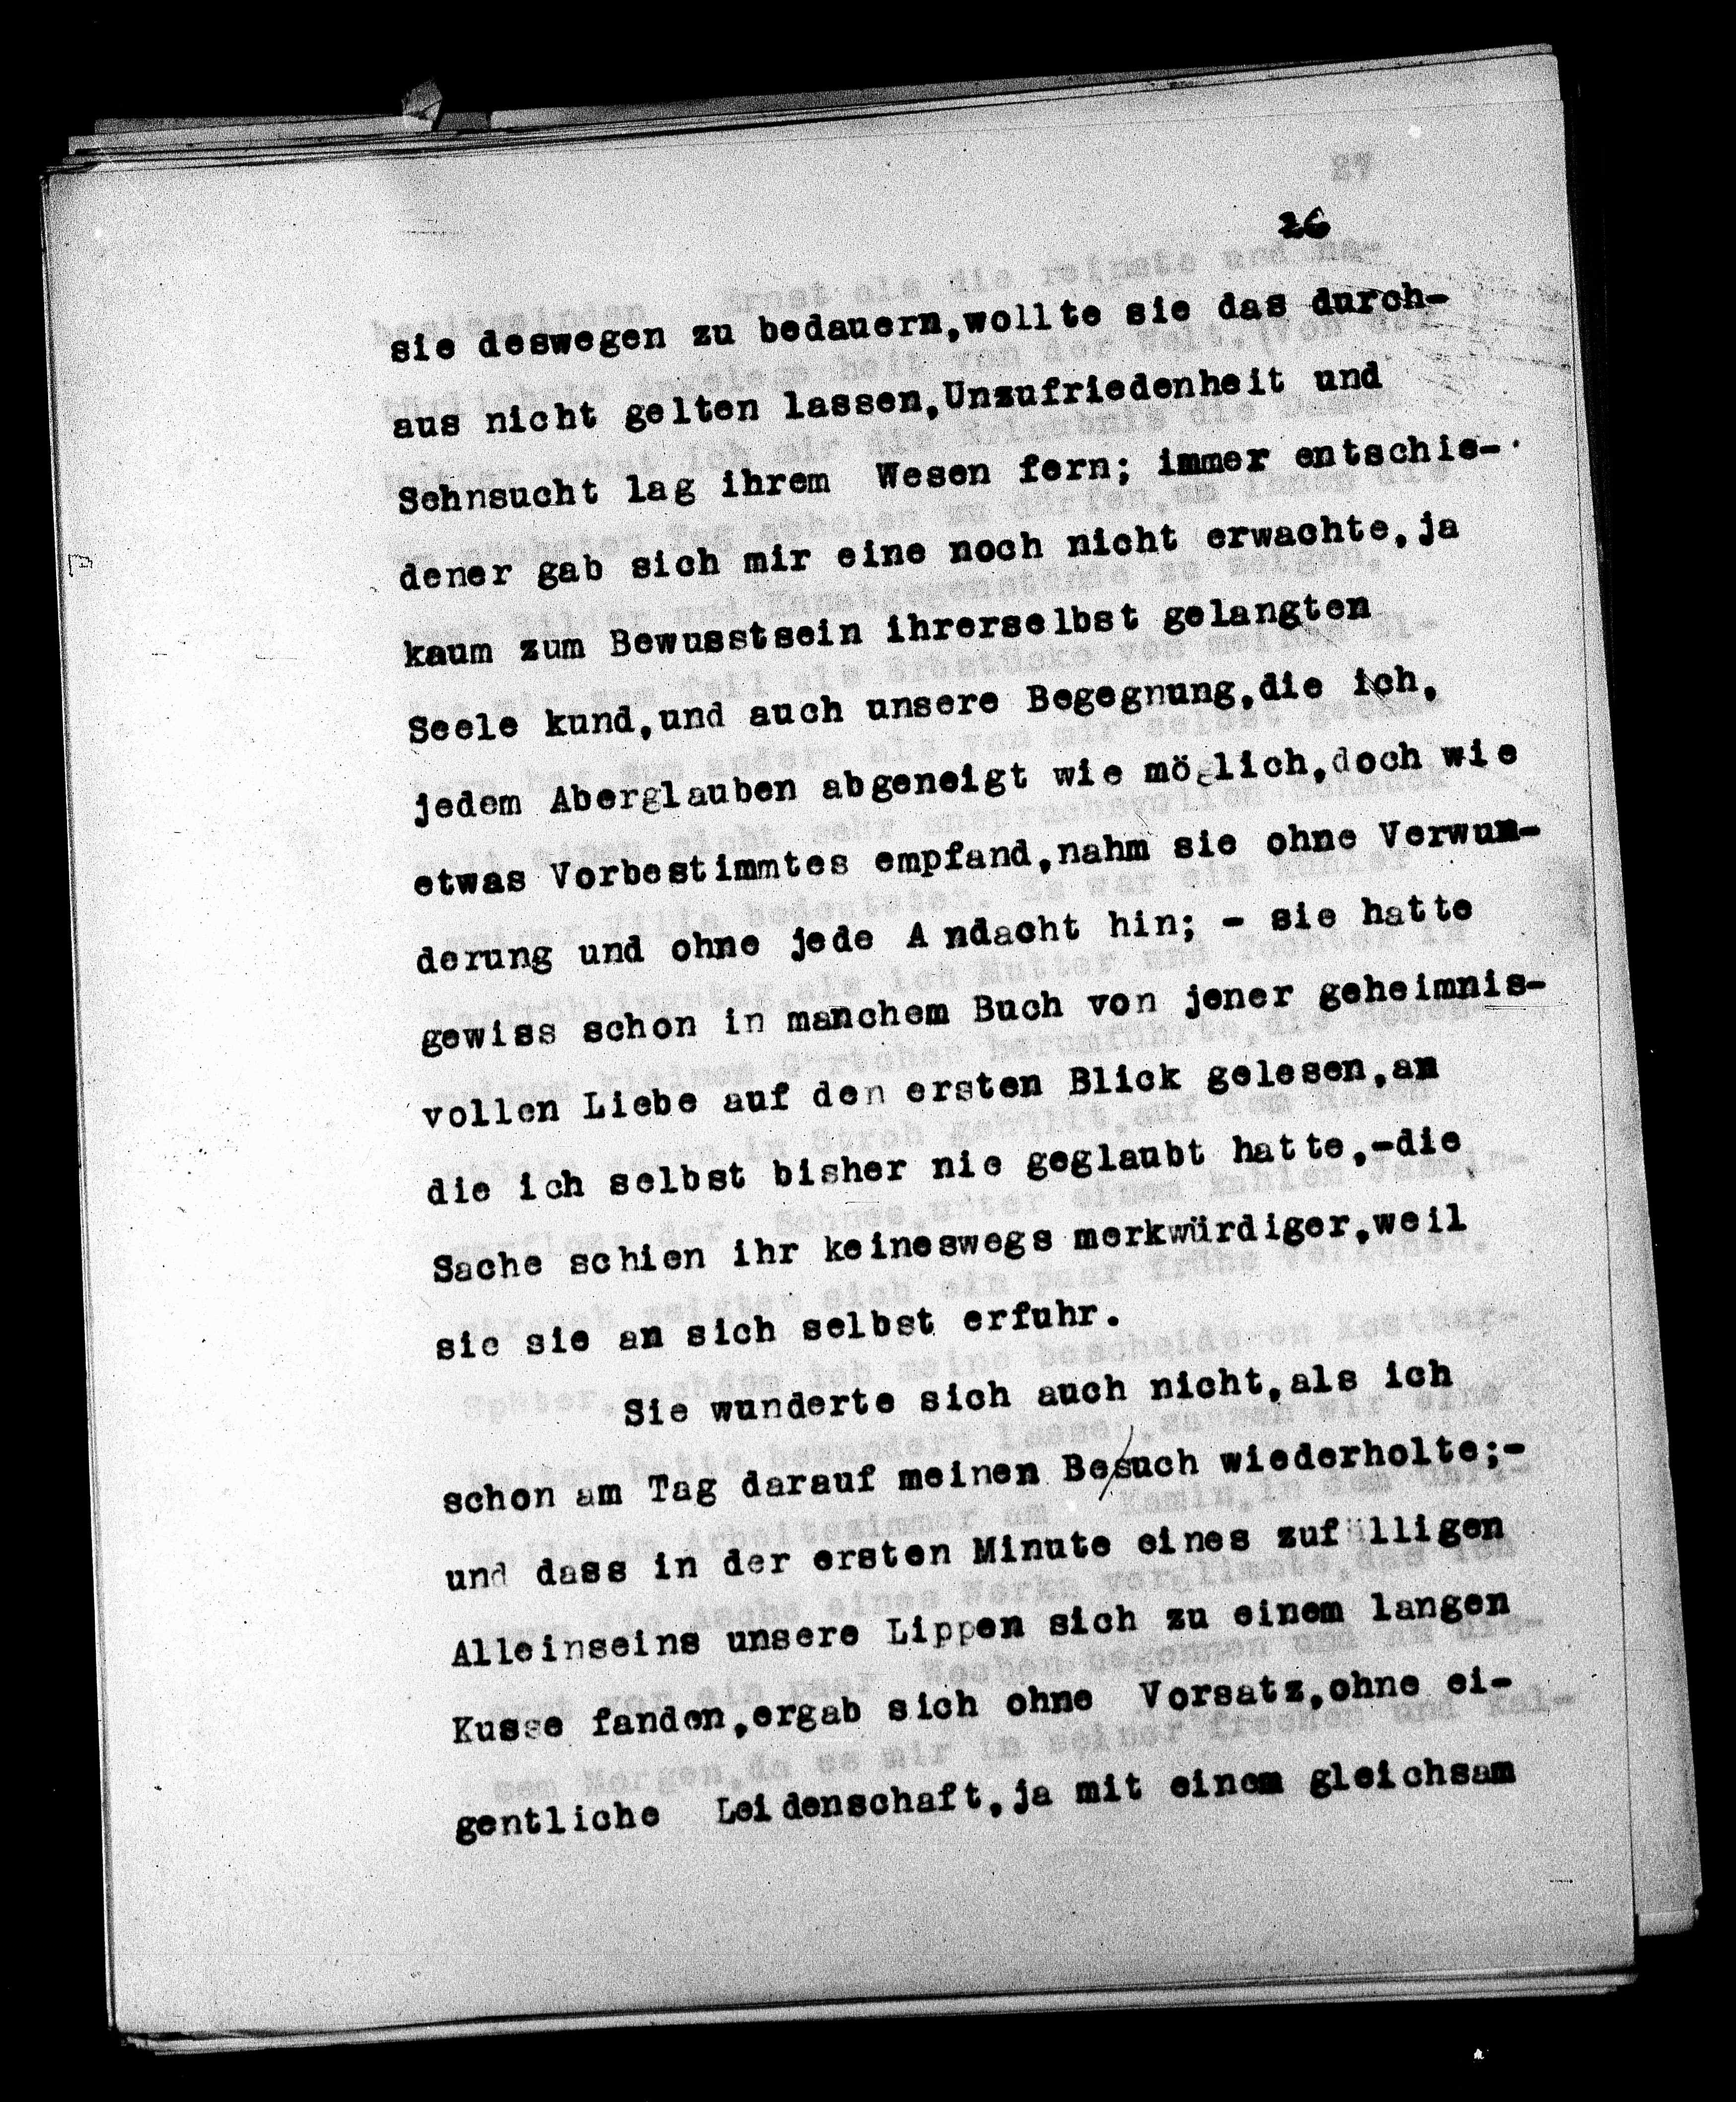 26
sie deswegen zu bedauern,wollte sie das durch-
aus nicht gelten lassen,Unzufriedenheit und
Sehnsucht lag ihrem Wesen fern; immer entschie-
dener gab sich mir eine noch nicht erwachte,ja
kaum zum Bewusstsein ihrerselbst gelangten
Seele kund,und auch unsere Begegnung,die ich,
jedem Aberglauben abgeneigt wie möglich,doch wie
etwas Vorbestimmtes empfand,nahm sie ohne Verwun-
derung und ohne jede A ndacht hin; - sie hatte
gewiss schon in manchem Buch von jener geheimnis-
vollen Liebe auf den ersten Blick gelesen,an
die ich selbst bisher nie geglaubt hatte,-die
Sache schien ihr keineswegs merkwürdiger,weil
sie sie an sich selbst erfuhr.
Sie wunderte sich auch nicht,als ich
schon am Tag darauf meinen Besuch wiederholte;-
und dass in der ersten Minute eines zufälligen
Alleinseins unsere Lippen sich zu einem langen
Kusse fanden,ergab sich ohne Vorsatz,ohne ei-
gentliche Leidenschaft,ja mit einem gleichsam